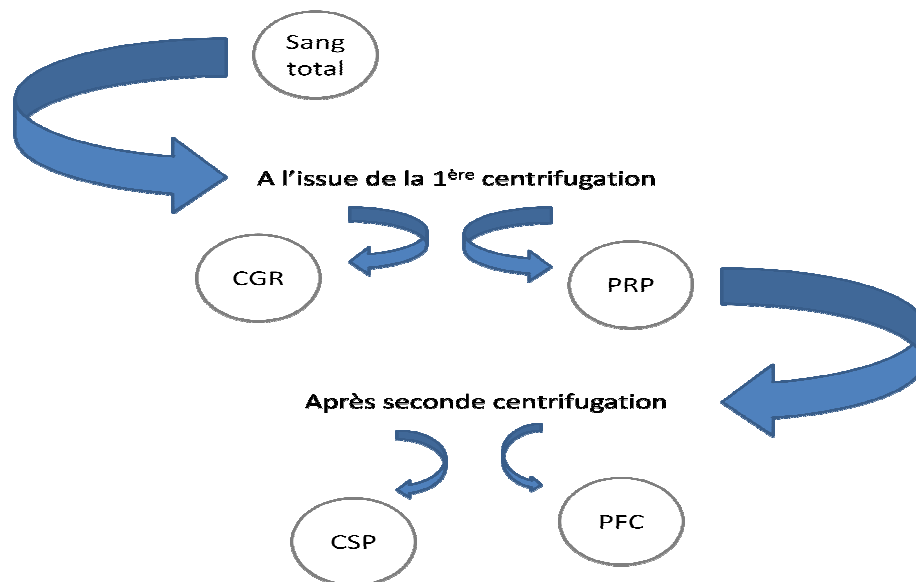 Sang
total
A l'issue de la 1ère centrifugation
CGR
PRP
Après seconde centrifugation
CSP
PFC